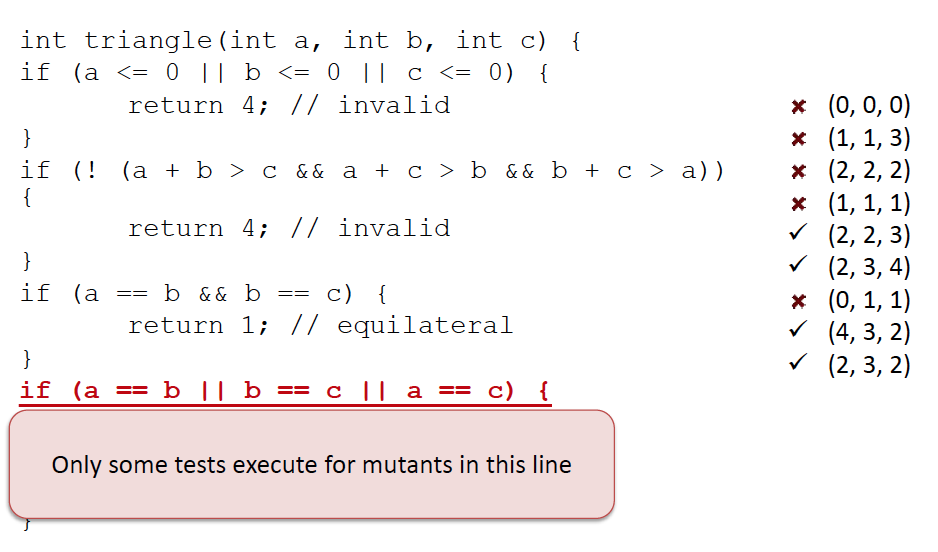 int triangle(int a, int b, int c) {
if (a <= 0 || b <= 0 || c <= 0) {
return 4; // invalid
}
if (! (a + b > c && a + c > b && b + c > a))
{
return 4; // invalid
}
if (a == b && b == c) {
return 1; // equilateral
}
if (a == b || b == c || a == c) {
Only some tests execute for mutants in this line
}
✖ (0, 0, 0)
✖ (1, 1, 3)
✖ (2, 2, 2)
✖ (1, 1, 1)
✓ (2, 2, 3)
✓ (2, 3, 4)
✖ (0, 1, 1)
✓ (4, 3, 2)
✓ (2, 3, 2)